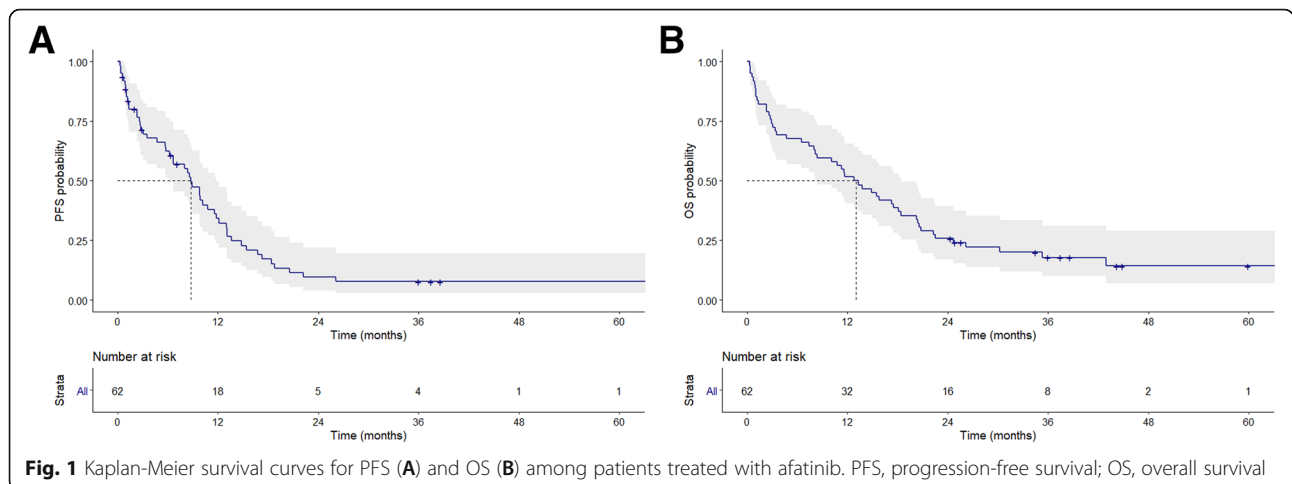 A
1.00
0.75
0.50
0.25
0.00
PFS probability
0 12 24 36 48 60
Time (months)
Number at risk
Strata
All 62 18 5 4 1 1
0 12 24 36 48 60
Time (months)
B
1.00
0.75
0.50
0.25
0.00
OS probability
0 12 24 36 48 60
Time (months)
Number at risk
Strata
All 62 32 16 8 2 1
0 12 24 36 48 60
Time (months)
Fig. 1 Kaplan-Meier survival curves for PFS (A) and OS (B) among patients treated with afatinib. PFS, progression-free survival; OS, overall survival